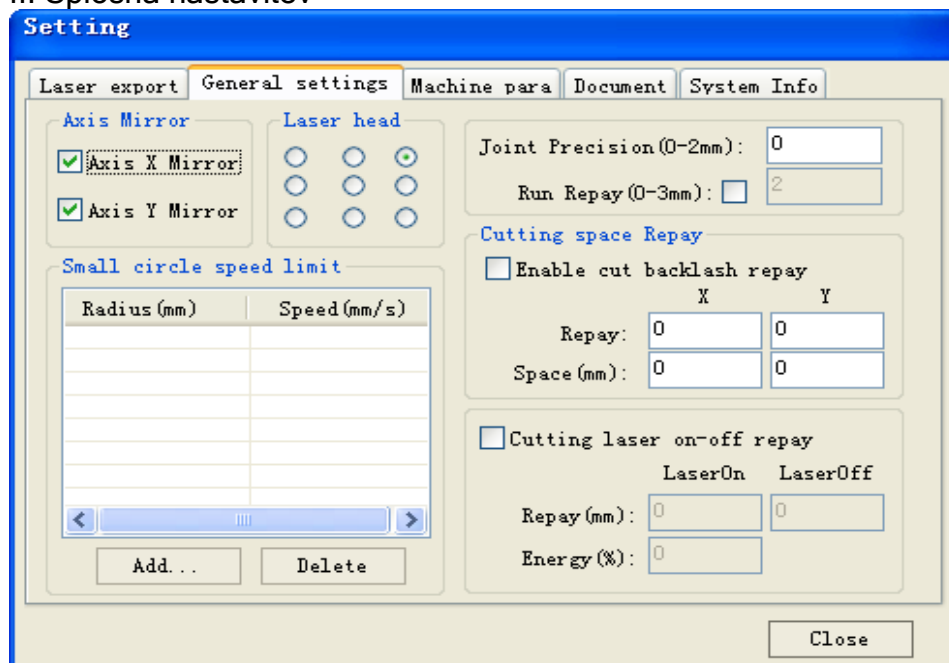 Setting
Laser export General settings Machine para Document System Info
Axis Mirror
Axis X Mirror
Axis Y Mirror
Laser head
Joint Precision(0-2mm): 0
Run Repay(0-3mm): 2
Small circle speed limit
Radius(mm) Speed(mm/s)
Add... Delete
Cutting space Repay
Enable cut backlash repay
X Y
Repay: 0 0
Space(mm): 0 0
Cutting laser on-off repay
LaserOn LaserOff
Repay(mm): 0 0
Energy(%): 0
Close